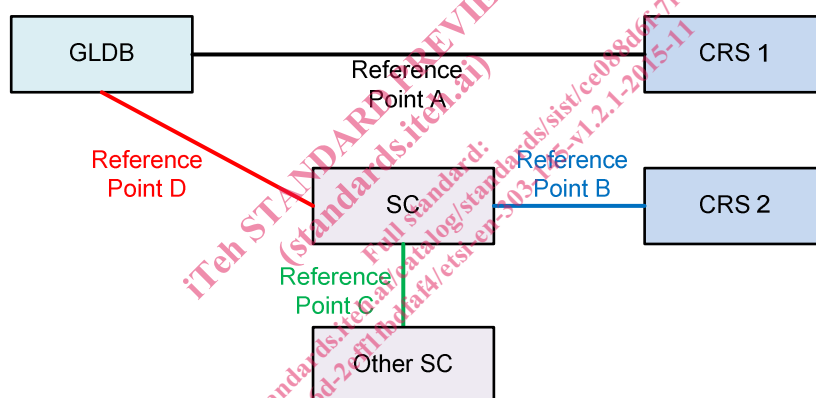 GLDB
CRS 1
Reference
Point A
Reference
Point D
Reference
Point B
SC
CRS 2
Reference
Point C
Other SC
iTeh STANDARD PREVIE
(standards.iteh.ai)
Full standard: